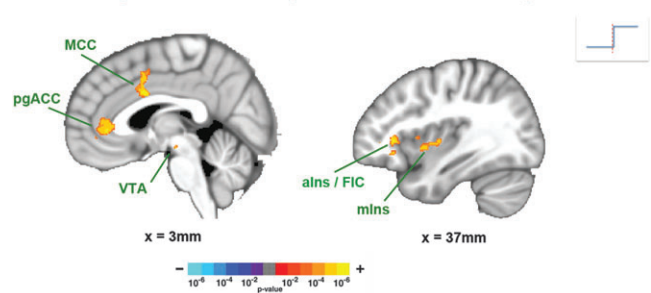 MCC
pgACC
VTA
aIns / FIC
mIns
x = 3mm
x = 37mm
− +
10⁻⁶ 10⁻⁴ 10⁻² 10⁻² 10⁻⁴ 10⁻⁶
p-value